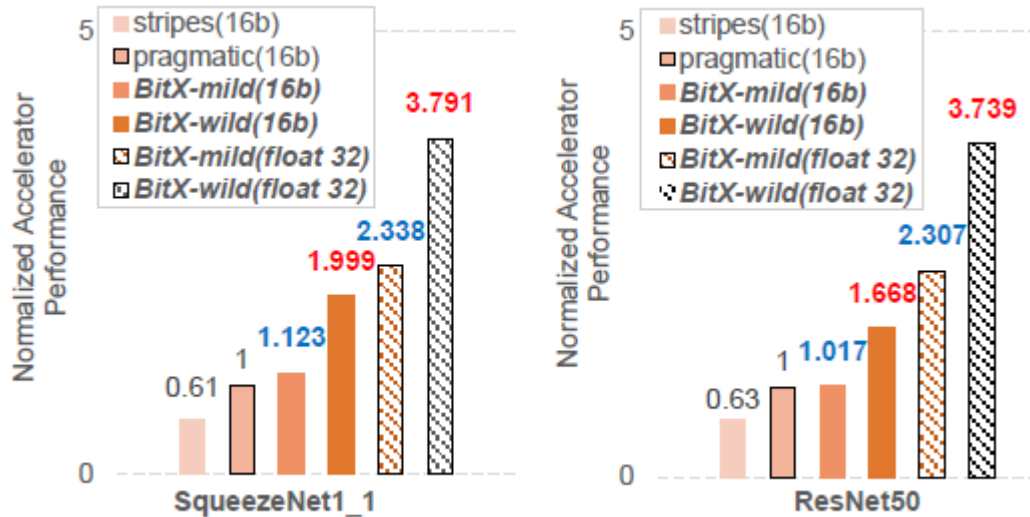 5
stripes(16b)
pragmatic(16b)
BitX-mild(16b)
BitX-wild(16b)
BitX-mild(float 32)
BitX-wild(float 32)
Normalized Accelerator
Performance
0.61
1
1.123
1.999
2.338
3.791
0
SqueezeNet1_1
5
stripes(16b)
pragmatic(16b)
BitX-mild(16b)
BitX-wild(16b)
BitX-mild(float 32)
BitX-wild(float 32)
Normalized Accelerator
Performance
0.63
1
1.017
1.668
2.307
3.739
0
ResNet50